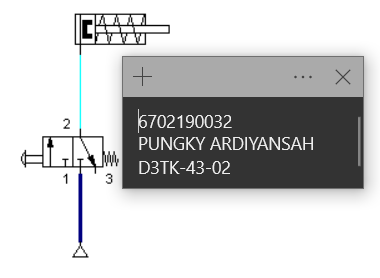 6702190032
PUNGKY ARDIYANSAH
D3TK-43-02
2
1
3